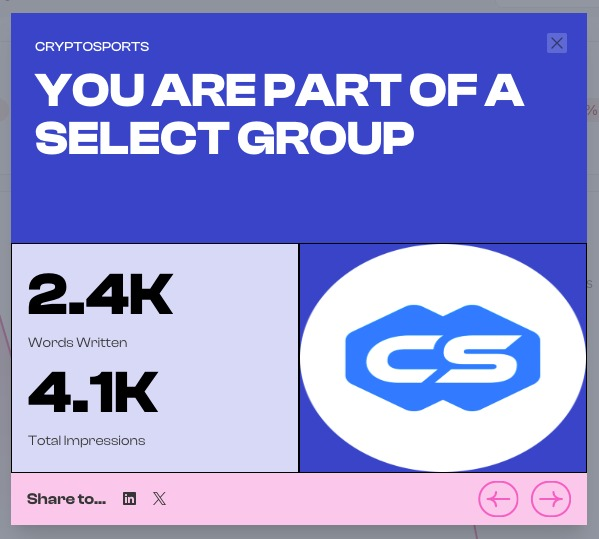 CRYPTOSPORTS
YOU ARE PART OF A
SELECT GROUP
2.4K
Words Written
4.1K
Total Impressions
CS
Share to...
%
s